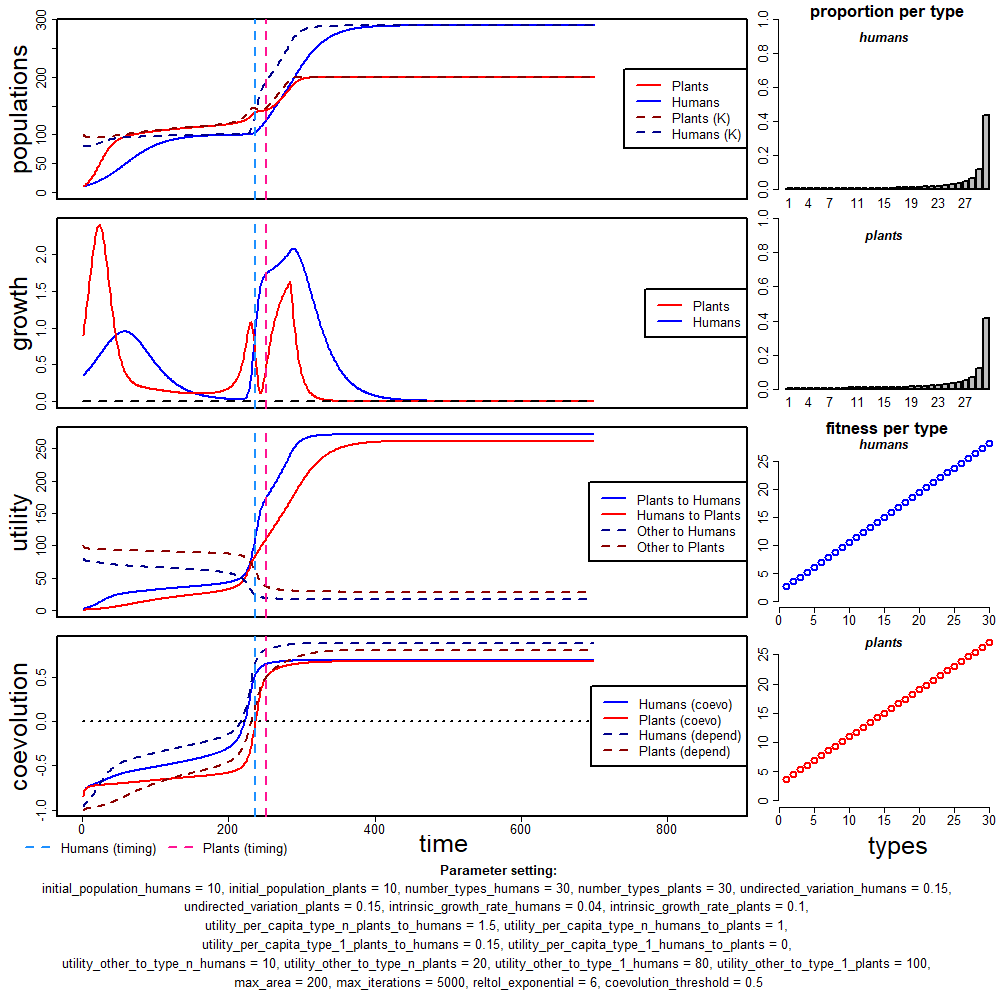 populations
0 100 200 300
Plants
Humans
Plants (K)
Humans (K)
growth
0.0 0.5 1.0 1.5 2.0
Plants
Humans
utility
0 50 100 150 200 250
Plants to Humans
Humans to Plants
Other to Humans
Other to Plants
coevolution
-1.0 -0.5 0.0 0.5
Humans (coevo)
Plants (coevo)
Humans (depend)
Plants (depend)
0 200 400 600 800
time
Humans (timing) Plants (timing)
proportion per type
humans
0.0 0.2 0.4 0.6 0.8 1.0
1 4 7 11 15 19 23 27
plants
0.0 0.2 0.4 0.6 0.8 1.0
1 4 7 11 15 19 23 27
fitness per type
humans
0 5 10 15 20 25
0 5 10 15 20 25 30
plants
0 5 10 15 20 25
0 5 10 15 20 25 30
types
Parameter setting:
initial_population_humans = 10, initial_population_plants = 10, number_types_humans = 30, number_types_plants = 30, undirected_variation_humans = 0.15,
undirected_variation_plants = 0.15, intrinsic_growth_rate_humans = 0.04, intrinsic_growth_rate_plants = 0.1,
utility_per_capita_type_n_plants_to_humans = 1.5, utility_per_capita_type_n_humans_to_plants = 1,
utility_per_capita_type_1_plants_to_humans = 0.15, utility_per_capita_type_1_humans_to_plants = 0,
utility_other_to_type_n_humans = 10, utility_other_to_type_n_plants = 20, utility_other_to_type_1_humans = 80, utility_other_to_type_1_plants = 100,
max_area = 200, max_iterations = 5000, reltol_exponential = 6, coevolution_threshold = 0.5